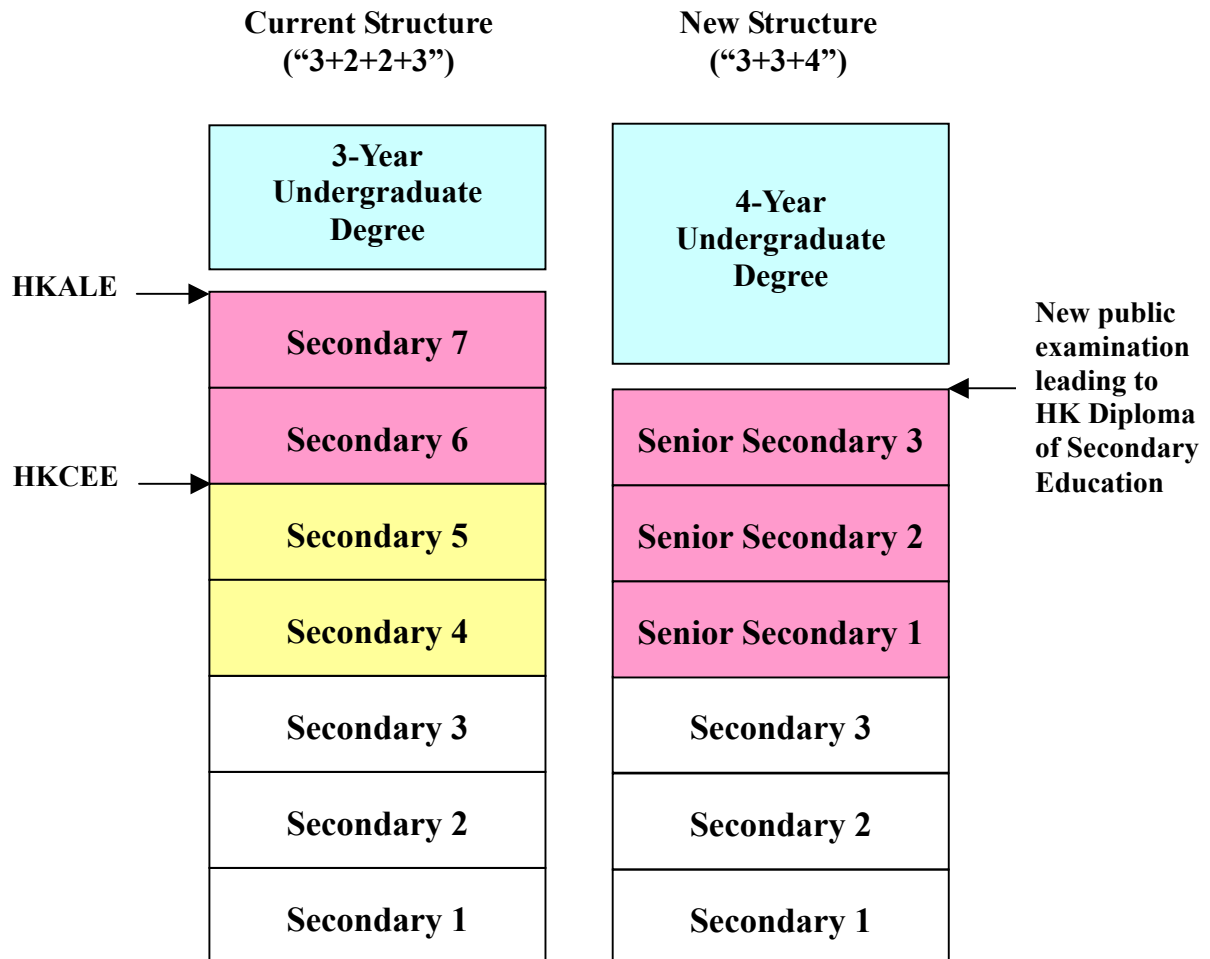 Current Structure
(“3+2+2+3”)
New Structure
(“3+3+4”)
3-Year
Undergraduate
Degree
HKALE
Secondary 7
Secondary 6
HKCEE
Secondary 5
Secondary 4
Secondary 3
Secondary 2
Secondary 1
4-Year
Undergraduate
Degree
New public
examination
leading to
HK Diploma
of Secondary
Education
Senior Secondary 3
Senior Secondary 2
Senior Secondary 1
Secondary 3
Secondary 2
Secondary 1